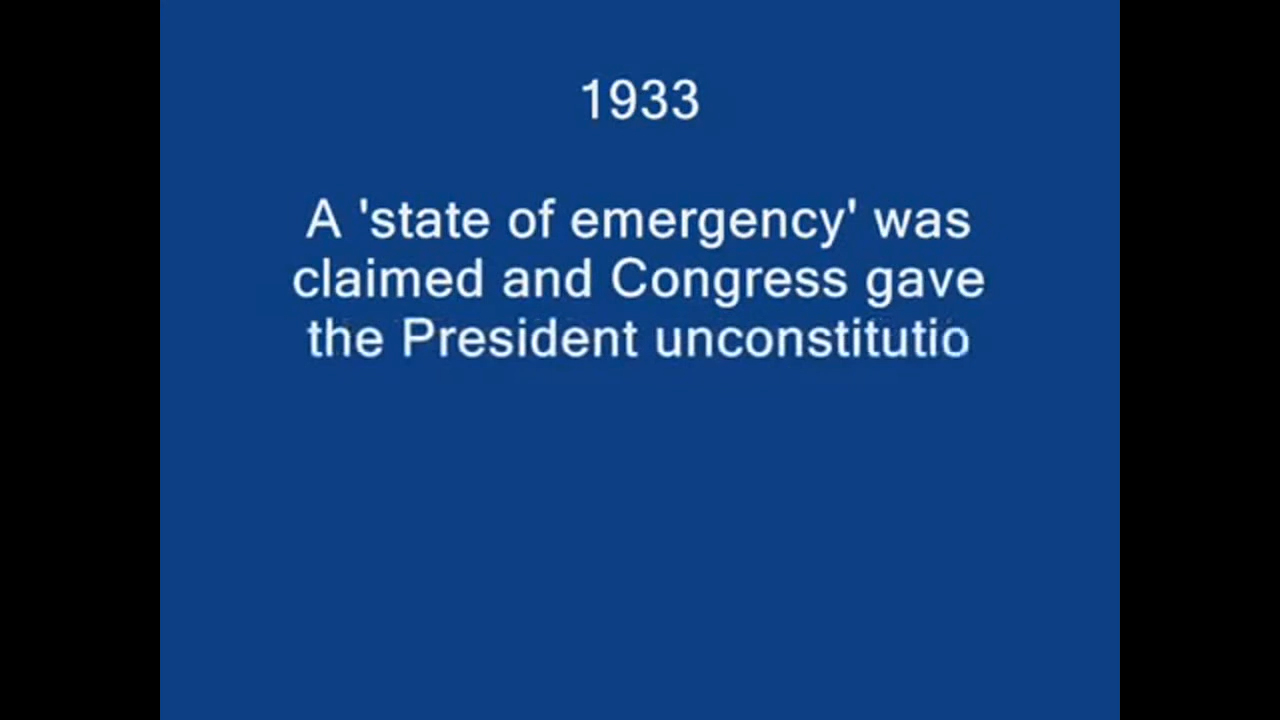 1933
A 'state of emergency' was
claimed and Congress gave
the President unconstitutio